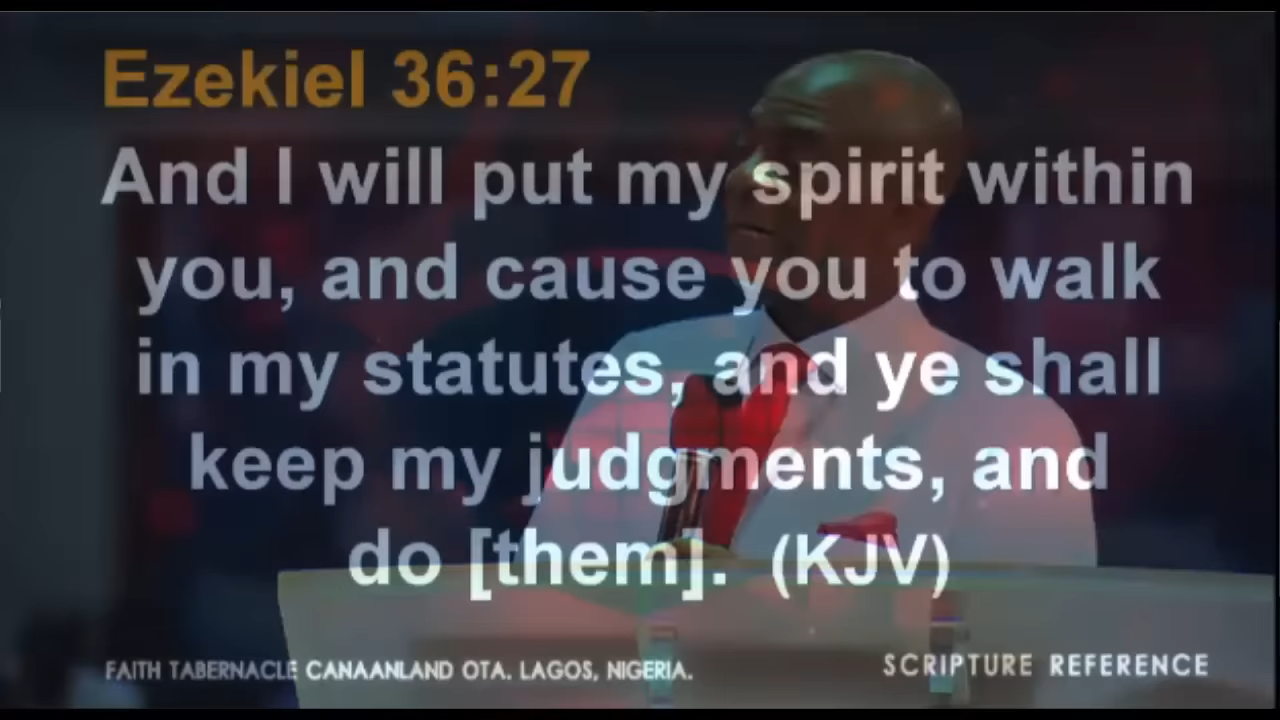 Ezekiel 36:27
And I will put my spirit within
you, and cause you to walk
in my statutes, and ye shall
keep my judgments, and
do [them]. (KJV)
FAITH TABERNACLE CANAANLAND OTA. LAGOS, NIGERIA.
SCRIPTURE REFERENCE